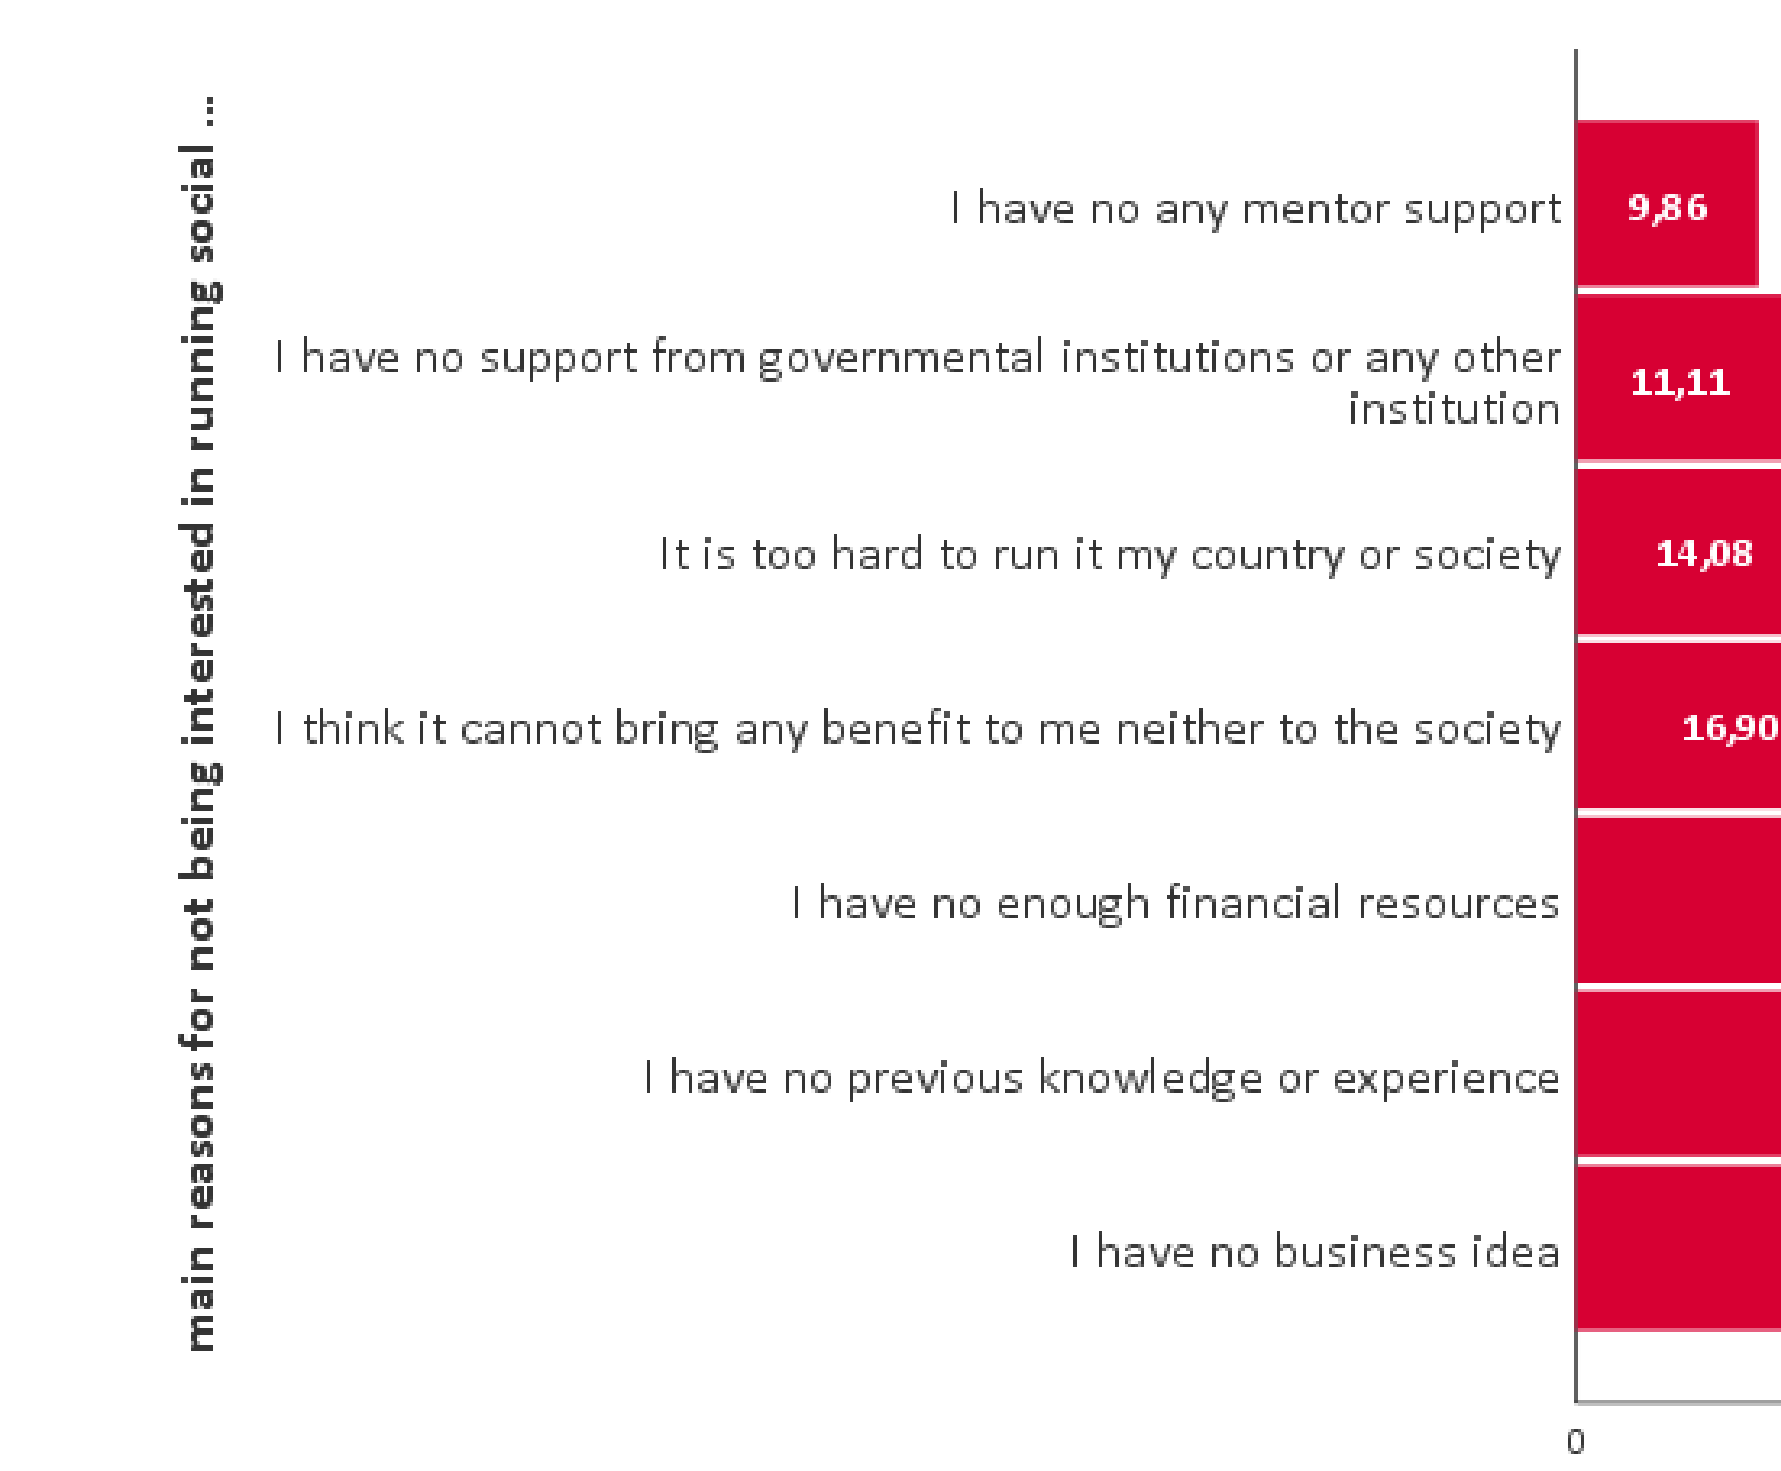 main reasons for not being interested in running social ...
I have no any mentor support
9,86
I have no support from governmental institutions or any other
institution
11,11
It is too hard to run it my country or society
14,08
I think it cannot bring any benefit to me neither to the society
16,90
I have no enough financial resources
I have no previous knowledge or experience
I have no business idea
0